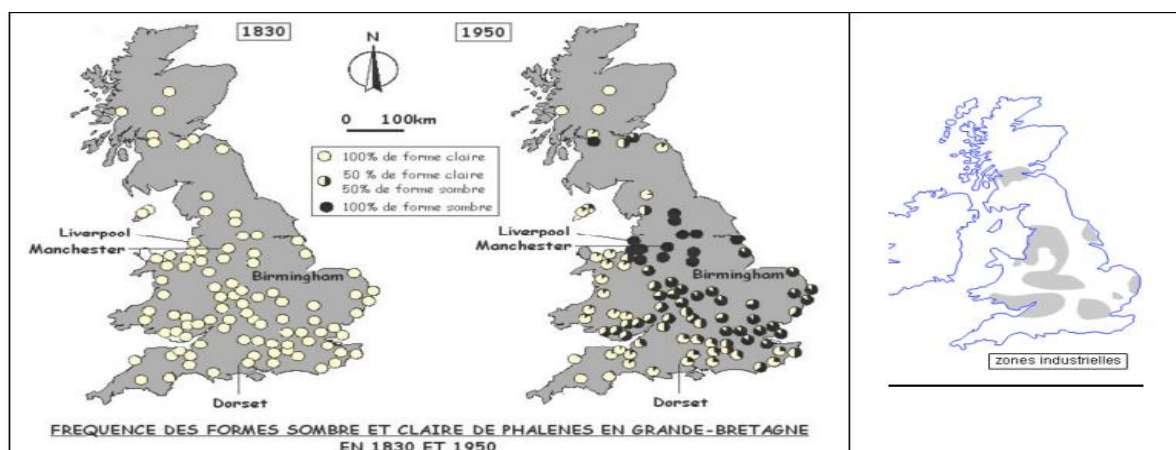 1830
N
1950
0 100km
100% de forme claire
50 % de forme claire
50% de forme sombre
100% de forme sombre
Liverpool
Manchester
Birmingham
Dorset
Liverpool
Manchester
Birmingham
Dorset
FREQUENCE DES FORMES SOMBRE ET CLAIRE DE PHALENES EN GRANDE-BRETAGNE
EN 1830 ET 1950
zones industrielles